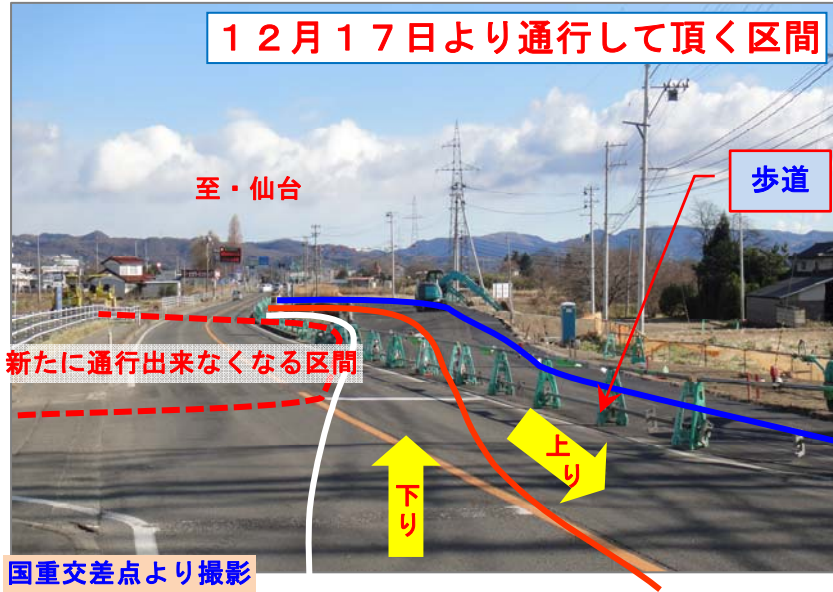 １２月１７日より通行して頂く区間
至・仙台
歩道
新たに通行出来なくなる区間
上り
下り
国重交差点より撮影